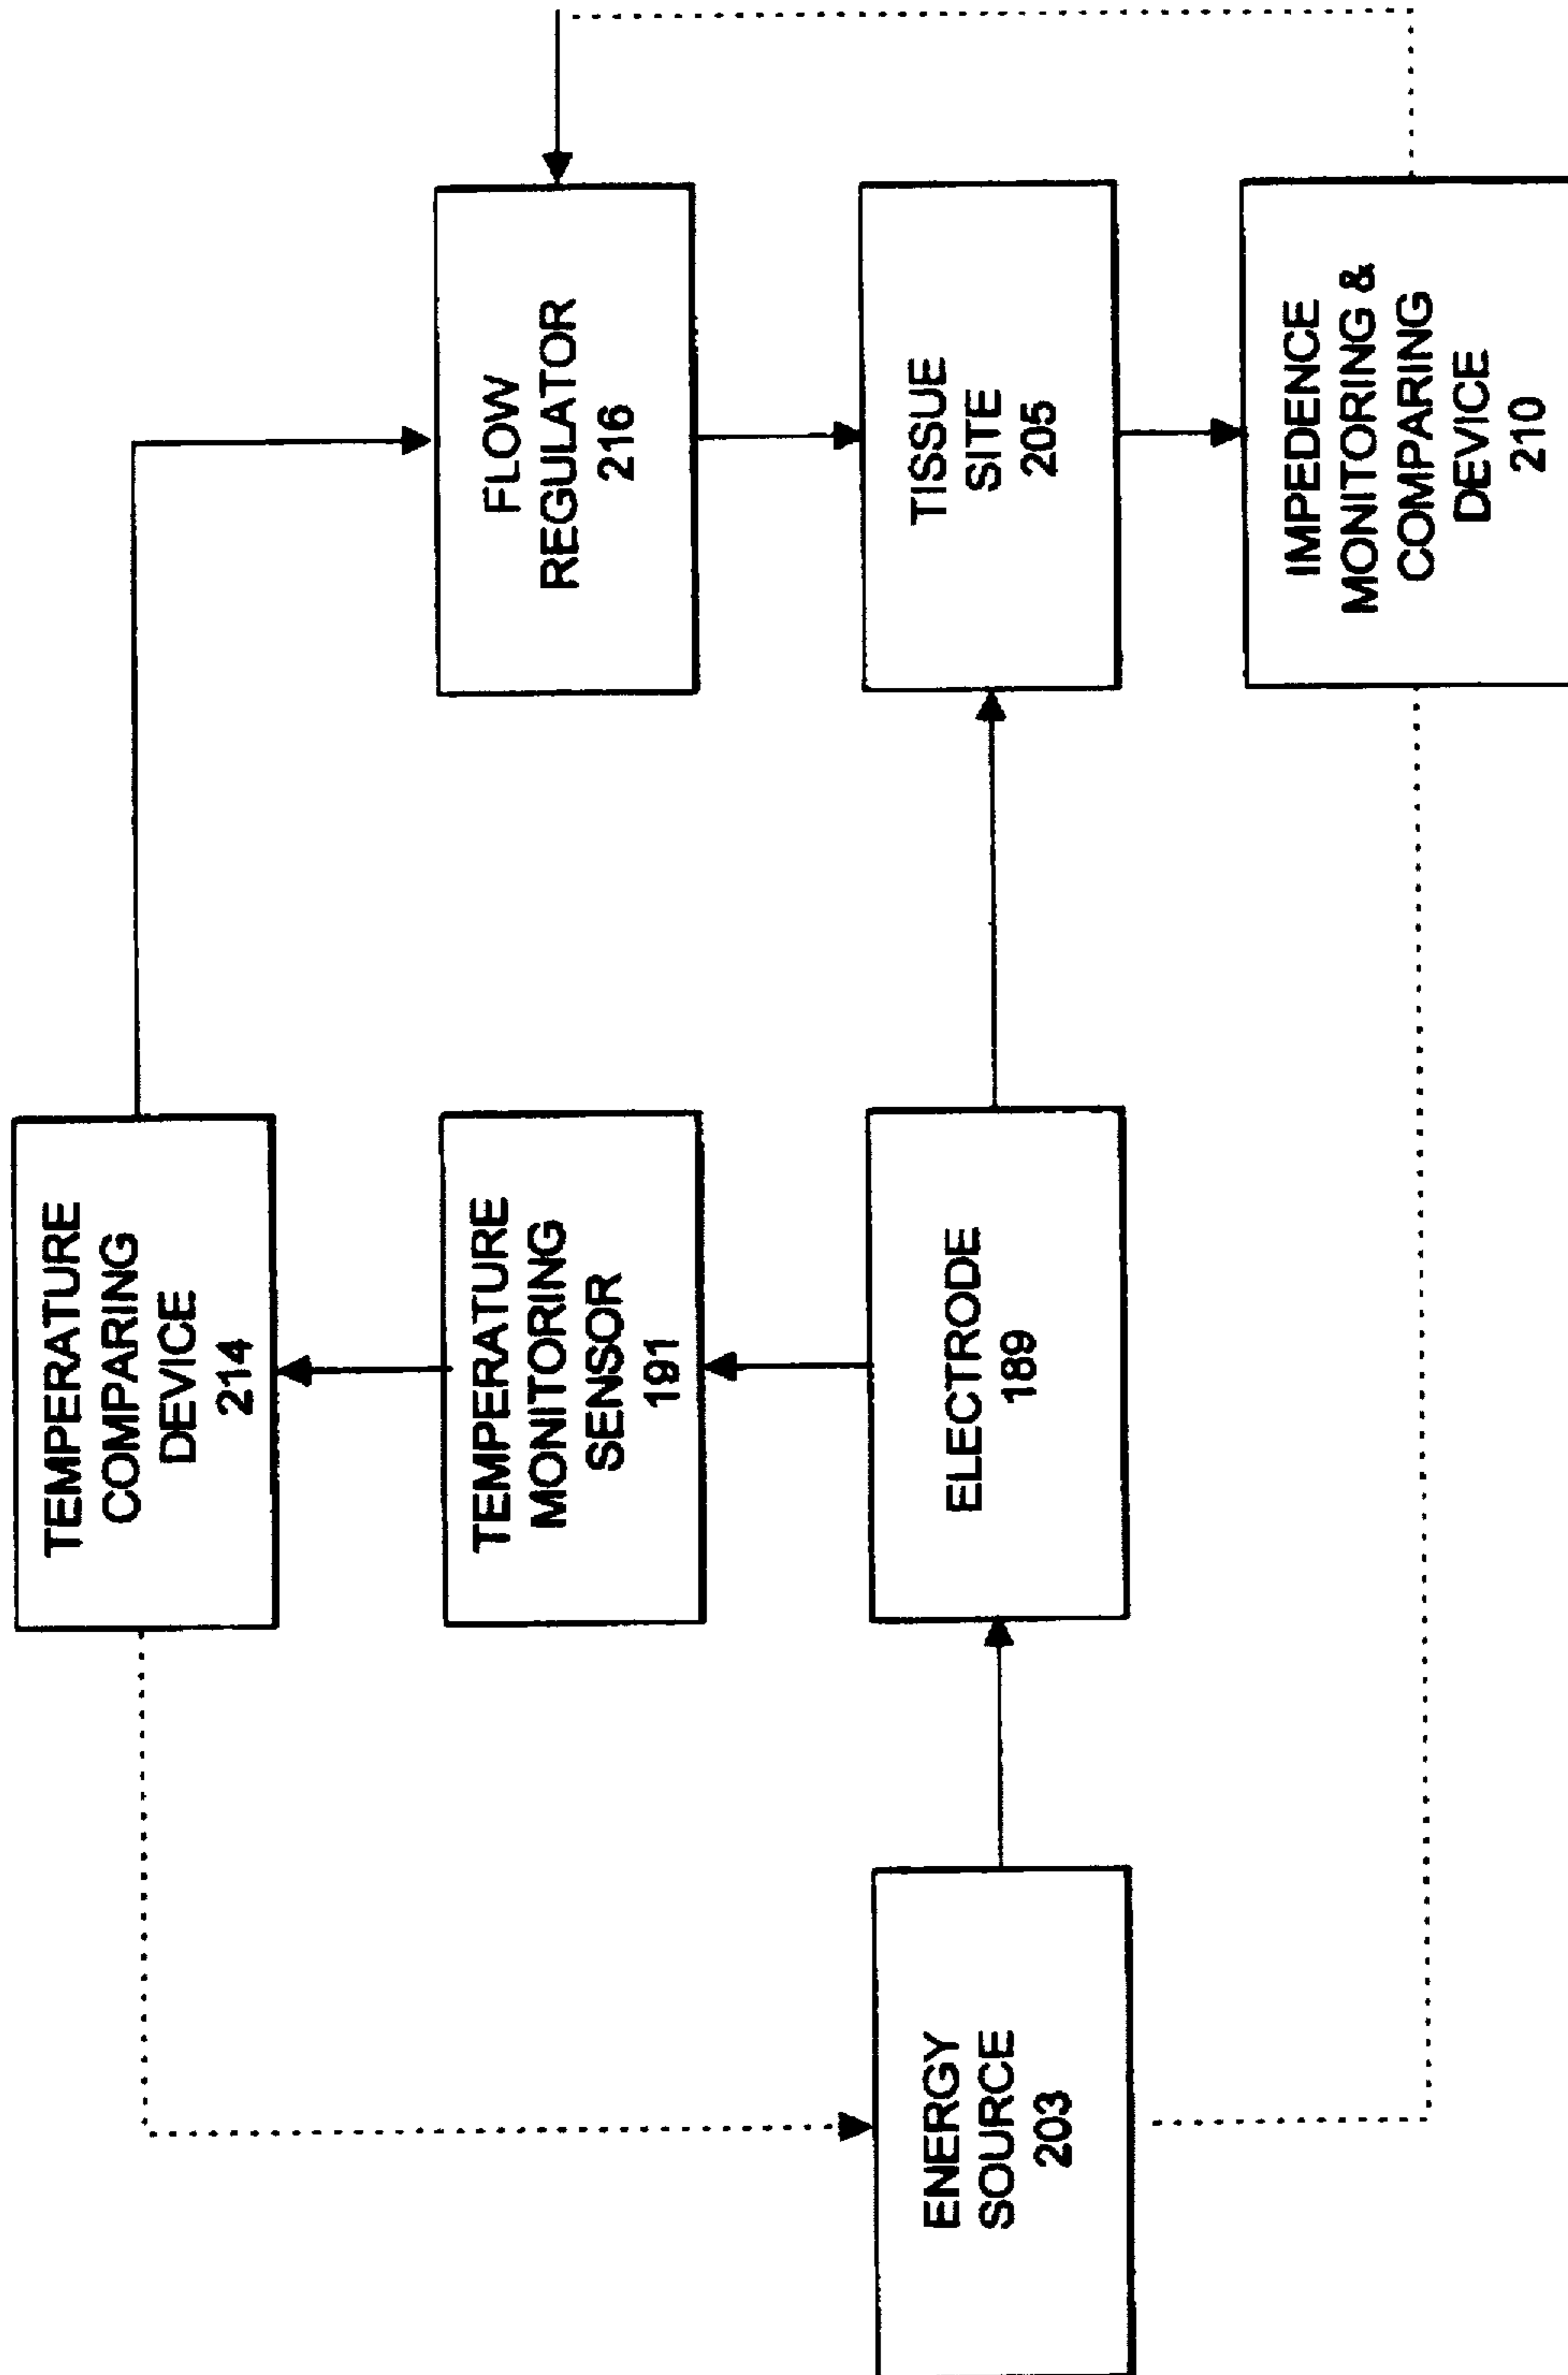 TEMPERATURE
COMPARING
DEVICE
214
TEMPERATURE
MONITORING
SENSOR
191
FLOW
REGULATOR
216
ENERGY
SOURCE
203
ELECTRODE
189
TISSUE
SITE
205
IMPEDENCE
MONITORING &
COMPARING
DEVICE
210